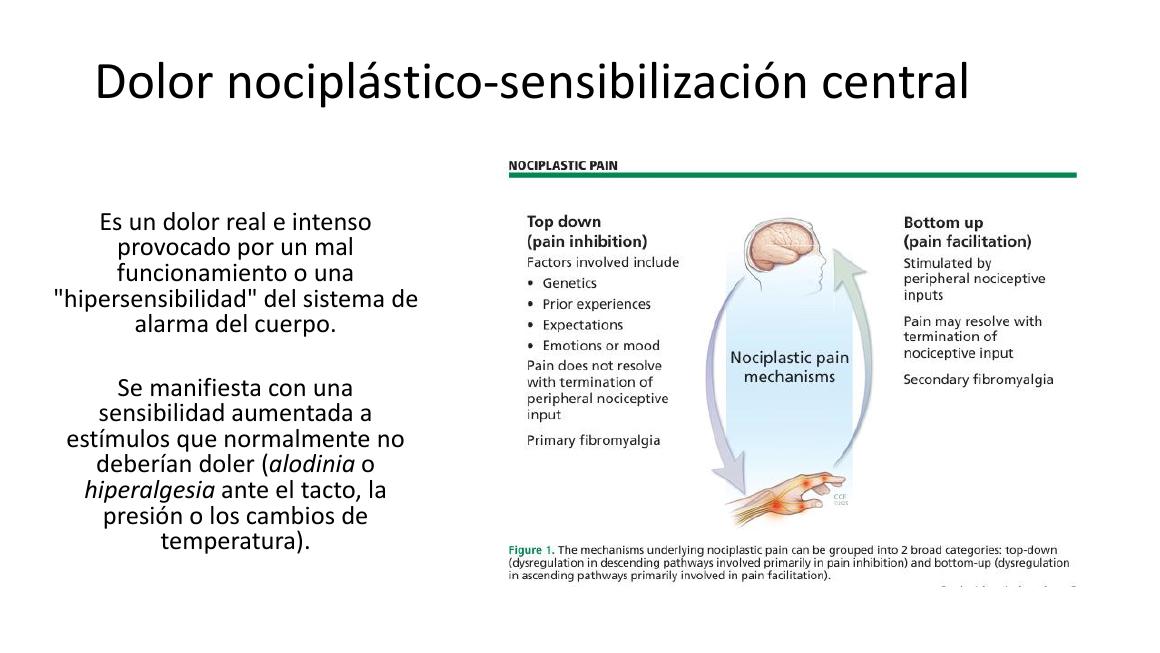 Dolor nociplástico-sensibilización central
Es un dolor real e intenso
provocado por un mal
funcionamiento o una
"hipersensibilidad" del sistema de
alarma del cuerpo.
Se manifiesta con una
sensibilidad aumentada a
estímulos que normalmente no
deberían doler (alodinia o
hiperalgesia ante el tacto, la
presión o los cambios de
temperatura).
NOCIPLASTIC PAIN
Top down
(pain inhibition)
Factors involved include
• Genetics
• Prior experiences
• Expectations
• Emotions or mood
Pain does not resolve
with termination of
peripheral nociceptive
input
Primary fibromyalgia
Nociplastic pain
mechanisms
Bottom up
(pain facilitation)
Stimulated by
peripheral nociceptive
inputs
Pain may resolve with
termination of
nociceptive input
Secondary fibromyalgia
CCF
Figure 1. The mechanisms underlying nociplastic pain can be grouped into 2 broad categories: top-down
(dysregulation in descending pathways involved primarily in pain inhibition) and bottom-up (dysregulation
in ascending pathways primarily involved in pain facilitation).